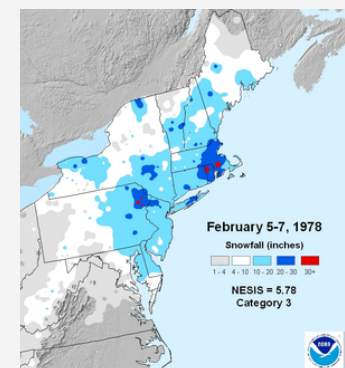 February 5-7, 1978
Snowfall (inches)
1 - 4 4 - 10 10 - 20 20 - 30 30+
NESIS = 5.78
Category 3